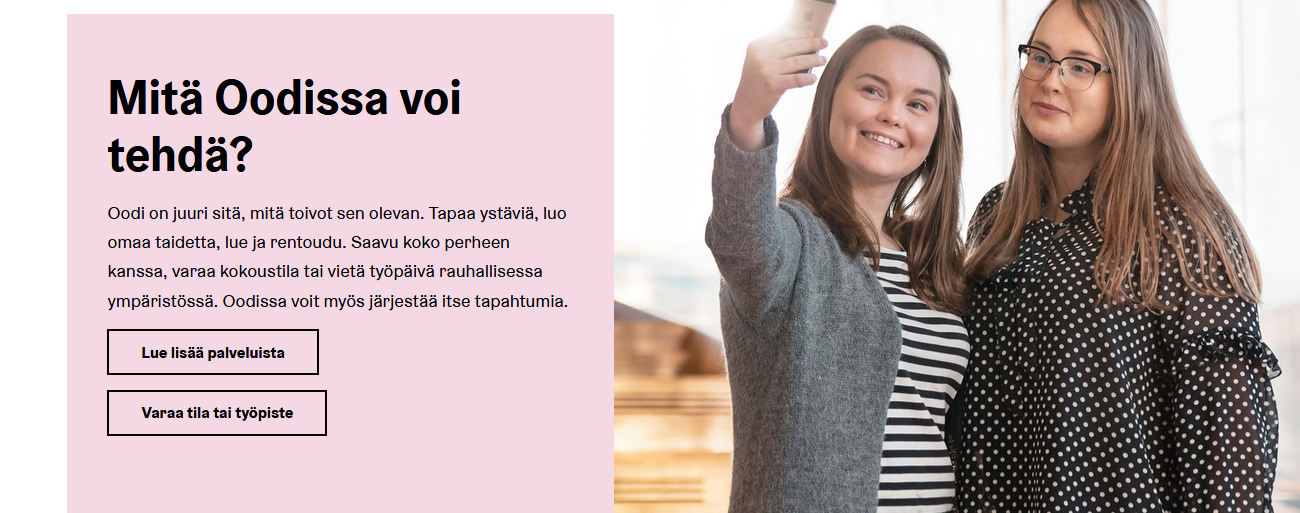 Mitä Oodissa voi
tehdä?
Oodi on juuri sitä, mitä toivot sen olevan. Tapaa ystäviä, luo
omaa taidetta, lue ja rentoudu. Saavu koko perheen
kanssa, varaa kokoustila tai vietä työpäivä rauhallisessa
ympäristössä. Oodissa voit myös järjestää itse tapahtumia.
Lue lisää palveluista
Varaa tila tai työpiste